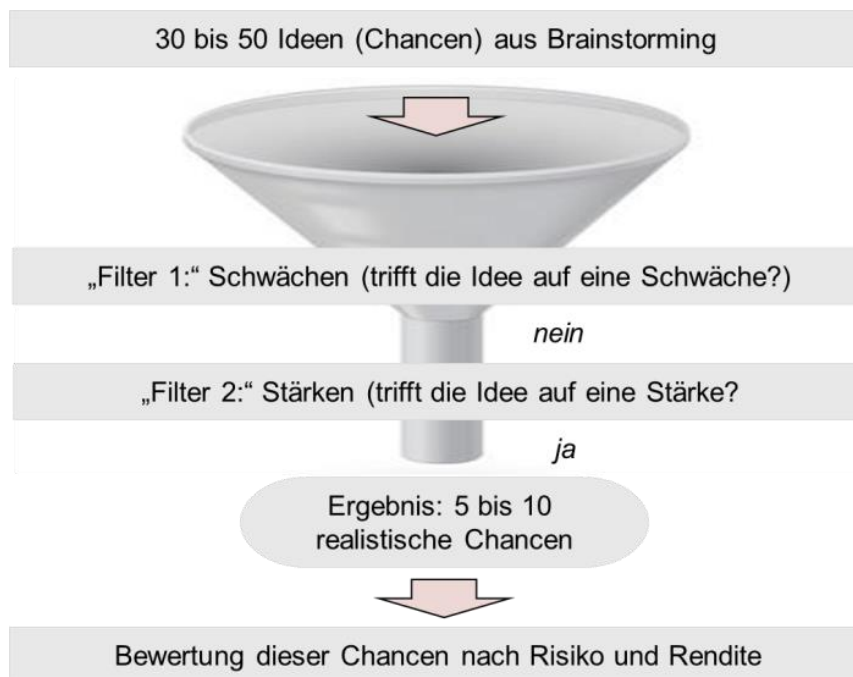 30 bis 50 Ideen (Chancen) aus Brainstorming
„Filter 1:“ Schwächen (trifft die Idee auf eine Schwäche?)
nein
„Filter 2:“ Stärken (trifft die Idee auf eine Stärke?
ja
Ergebnis: 5 bis 10
realistische Chancen
Bewertung dieser Chancen nach Risiko und Rendite